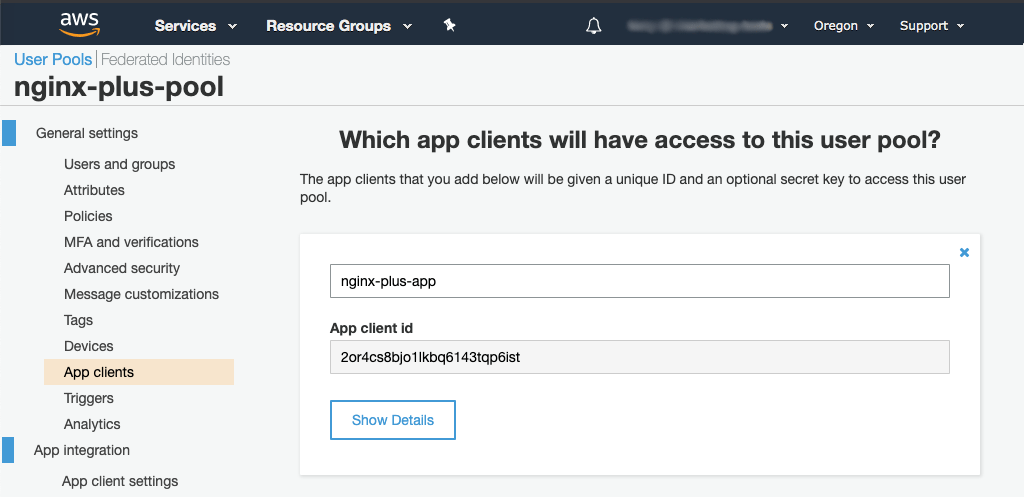 aws Services Resource Groups Oregon Support
User Pools | Federated Identities
nginx-plus-pool
General settings
Users and groups
Attributes
Policies
MFA and verifications
Advanced security
Message customizations
Tags
Devices
App clients
Triggers
Analytics
App integration
App client settings
Which app clients will have access to this user pool?
The app clients that you add below will be given a unique ID and an optional secret key to access this user
pool.
nginx-plus-app
App client id
2or4cs8bjo1lkbq6143tqp6ist
Show Details